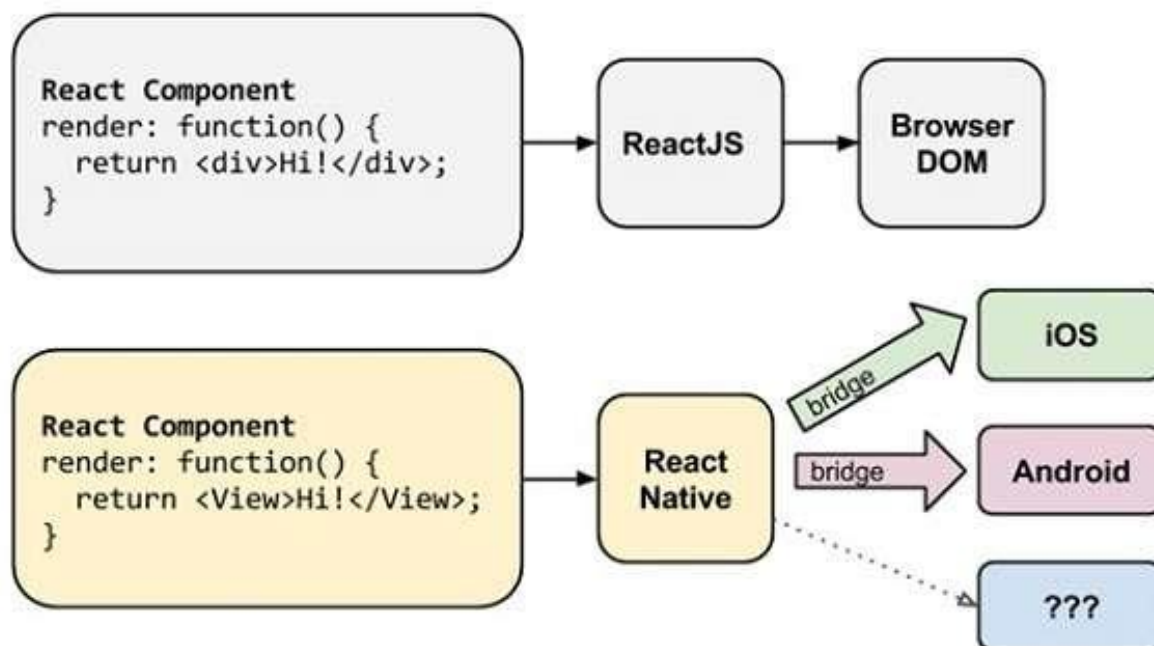 React Component
render: function() {
  return <div>Hi!</div>;
}
ReactJS
Browser
DOM
React Component
render: function() {
  return <View>Hi!</View>;
}
React
Native
bridge
iOS
bridge
Android
???